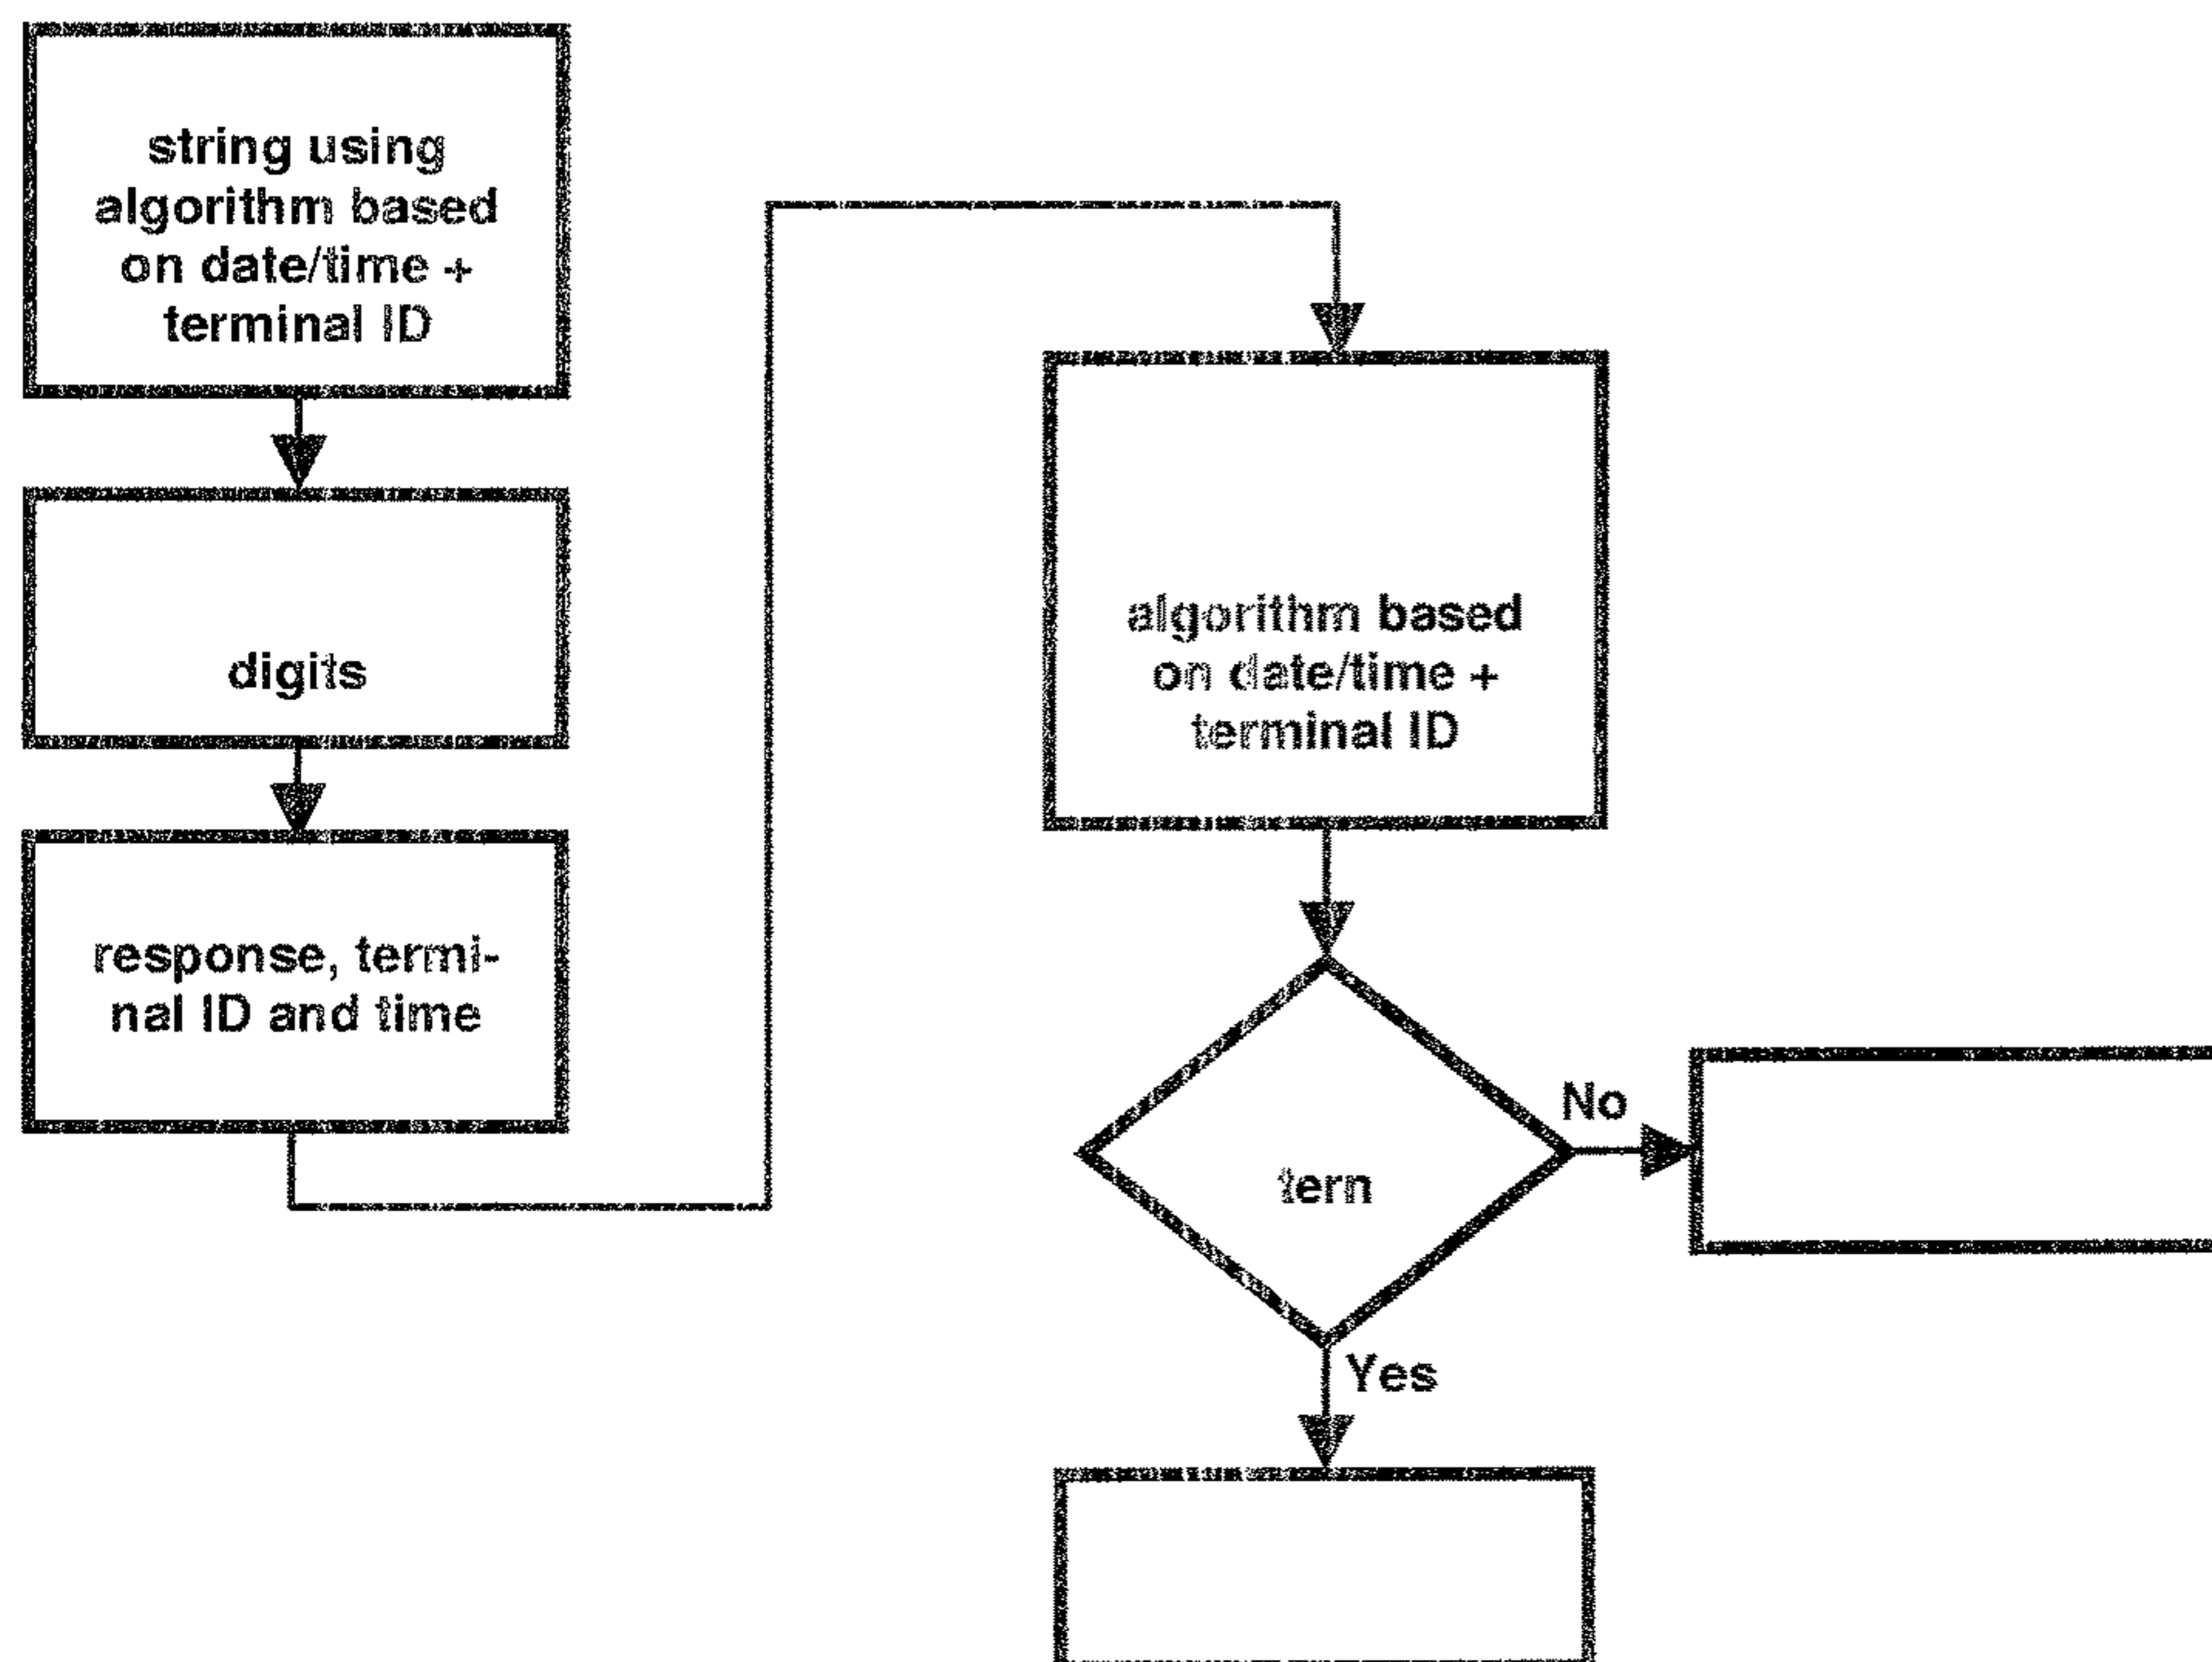 string using
algorithm based
on date/time +
terminal ID
digits
response, termi-
nal ID and time
algorithm based
on date/time +
terminal ID
tern
No
Yes